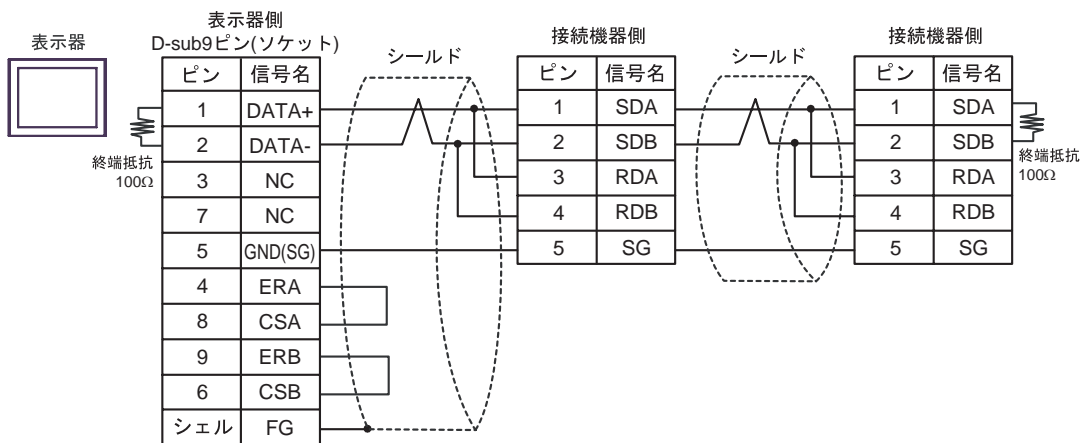 表示器
表示器側
D-sub9ピン(ソケット)
ピン 信号名
1 DATA+
2 DATA-
3 NC
7 NC
5 GND(SG)
4 ERA
8 CSA
9 ERB
6 CSB
シェル FG
終端抵抗
100Ω
シールド
接続機器側
ピン 信号名
1 SDA
2 SDB
3 RDA
4 RDB
5 SG
シールド
接続機器側
ピン 信号名
1 SDA
2 SDB
3 RDA
4 RDB
5 SG
終端抵抗
100Ω